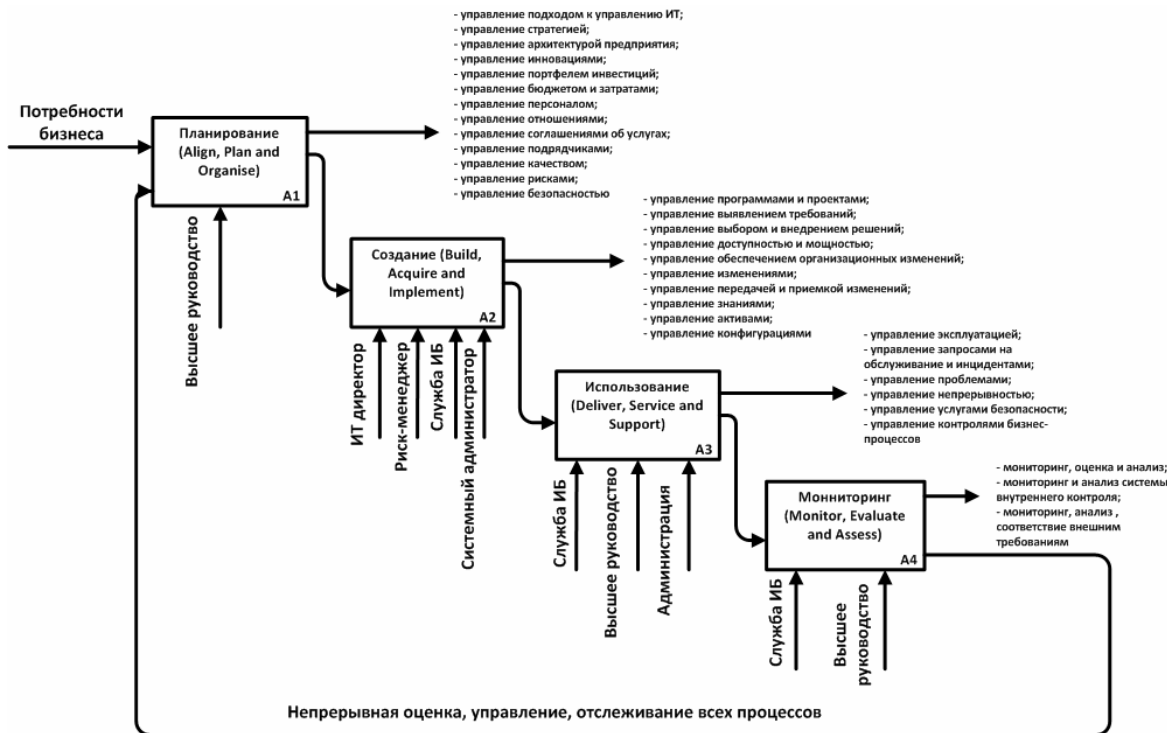 - управление подходом к управлению ИТ;
- управление стратегией;
- управление архитектурой предприятия;
- управление инновациями;
- управление портфелем инвестиций;
- управление бюджетом и затратами;
- управление персоналом;
- управление отношениями;
- управление соглашениями об услугах;
- управление подрядчиками;
- управление качеством;
- управление рисками;
- управление безопасностью
Потребности
бизнеса
Планирование
(Align, Plan and
Organise)
A1
Высшее руководство
- управление программами и проектами;
- управление выявлением требований;
- управление выбором и внедрением решений;
- управление доступностью и мощностью;
- управление обеспечением организационных изменений;
- управление изменениями;
- управление передачей и приемкой изменений;
- управление знаниями;
- управление активами;
- управление конфигурациями
Создание (Build,
Acquire and
Implement)
A2
ИТ директор
Риск-менеджер
Служба ИБ
Системный администратор
- управление эксплуатацией;
- управление запросами на
обслуживание и инцидентами;
- управление проблемами;
- управление непрерывностью;
- управление услугами безопасности;
- управление контролями бизнес-
процессов
Использование
(Deliver, Service and
Support)
A3
Служба ИБ
Высшее руководство
Администрация
- мониторинг, оценка и анализ;
- мониторинг и анализ системы
внутреннего контроля;
- мониторинг, анализ ,
соответствие внешним
требованиям
Монниторинг
(Monitor, Evaluate
and Assess)
A4
Служба ИБ
Высшее
руководство
Непрерывная оценка, управление, отслеживание всех процессов